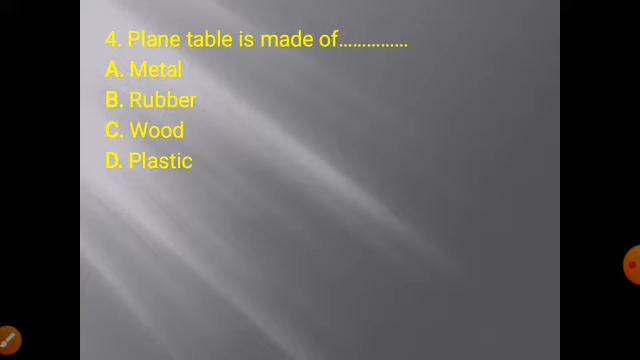 4. Plane table is made of...............
A. Metal
B. Rubber
C. Wood
D. Plastic